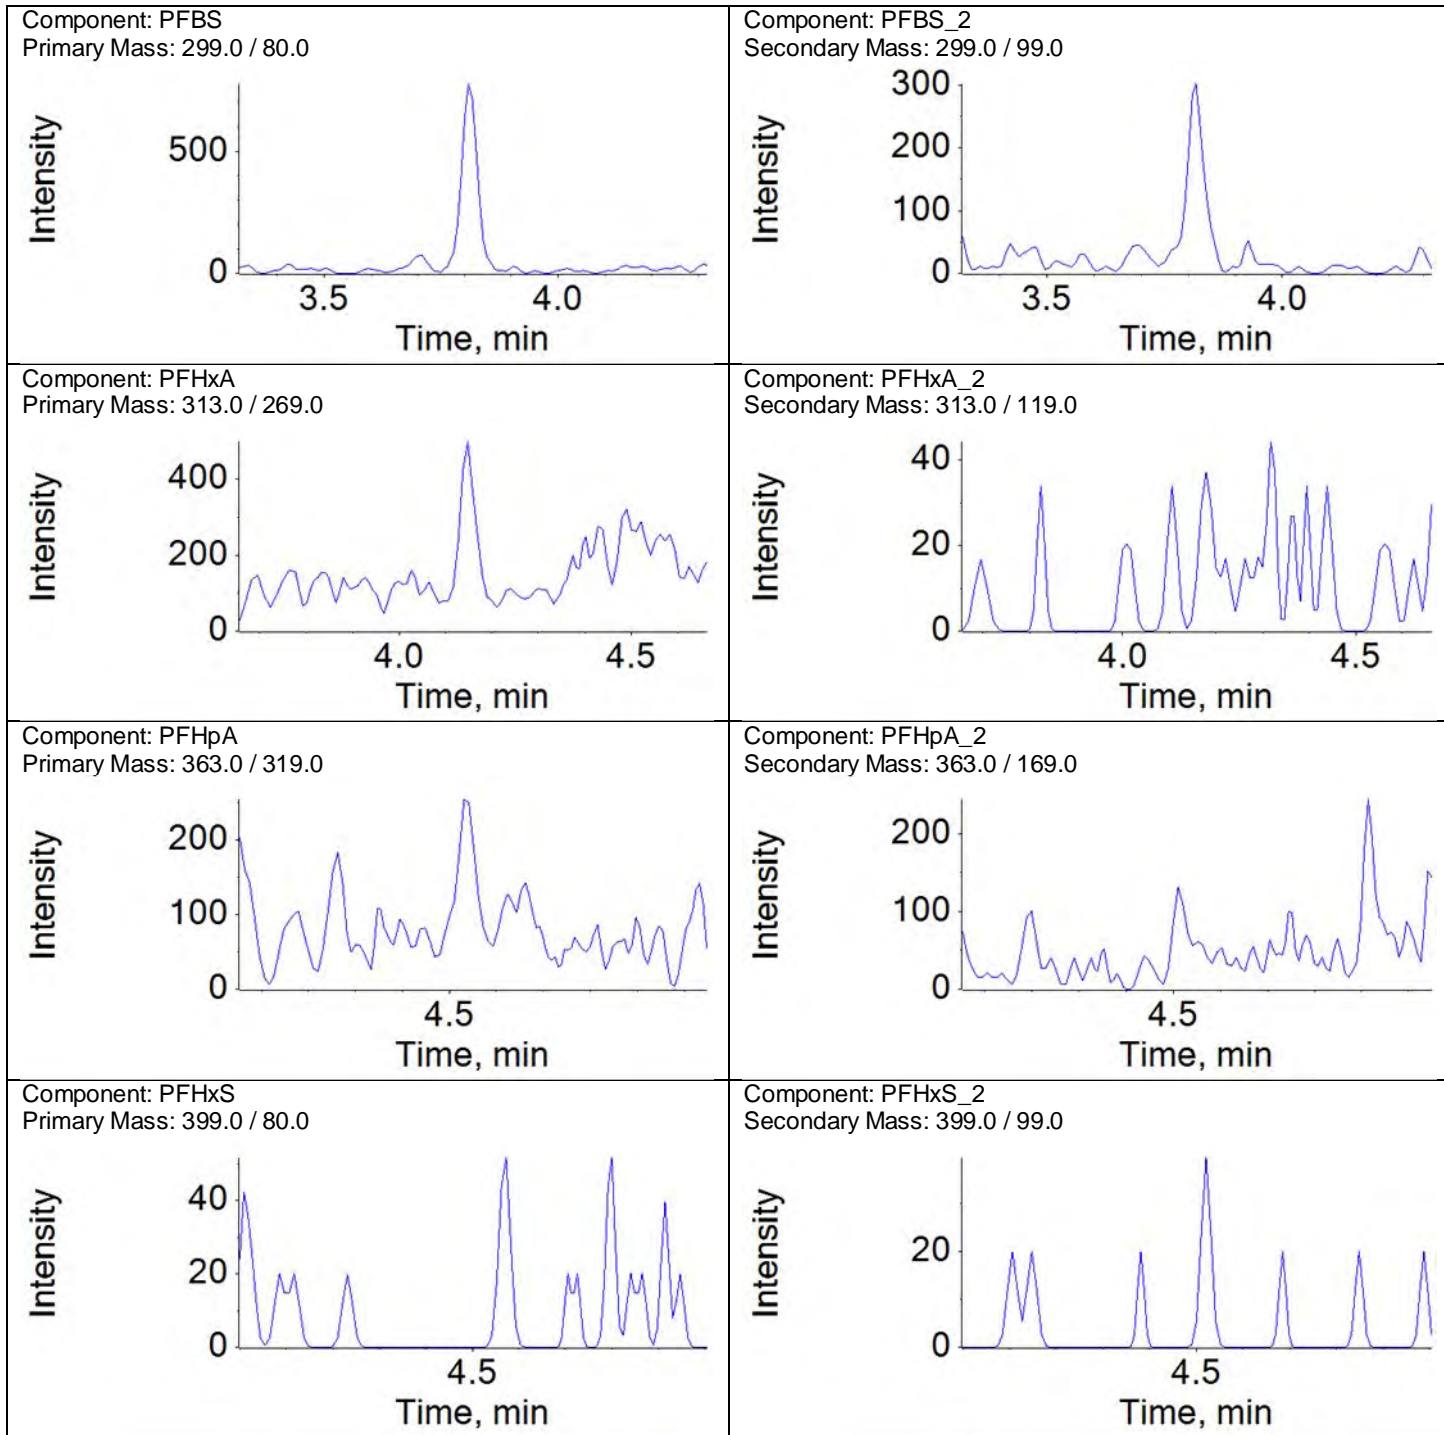 Component: PFBS
Primary Mass: 299.0 / 80.0
Intensity
500
0
3.5 4.0
Time, min
Component: PFBS_2
Secondary Mass: 299.0 / 99.0
Intensity
300
200
100
0
3.5 4.0
Time, min
Component: PFHxA
Primary Mass: 313.0 / 269.0
Intensity
400
200
0
4.0 4.5
Time, min
Component: PFHxA_2
Secondary Mass: 313.0 / 119.0
Intensity
40
20
0
4.0 4.5
Time, min
Component: PFHpA
Primary Mass: 363.0 / 319.0
Intensity
200
100
0
4.5
Time, min
Component: PFHpA_2
Secondary Mass: 363.0 / 169.0
Intensity
200
100
0
4.5
Time, min
Component: PFHxS
Primary Mass: 399.0 / 80.0
Intensity
40
20
0
4.5
Time, min
Component: PFHxS_2
Secondary Mass: 399.0 / 99.0
Intensity
20
0
4.5
Time, min